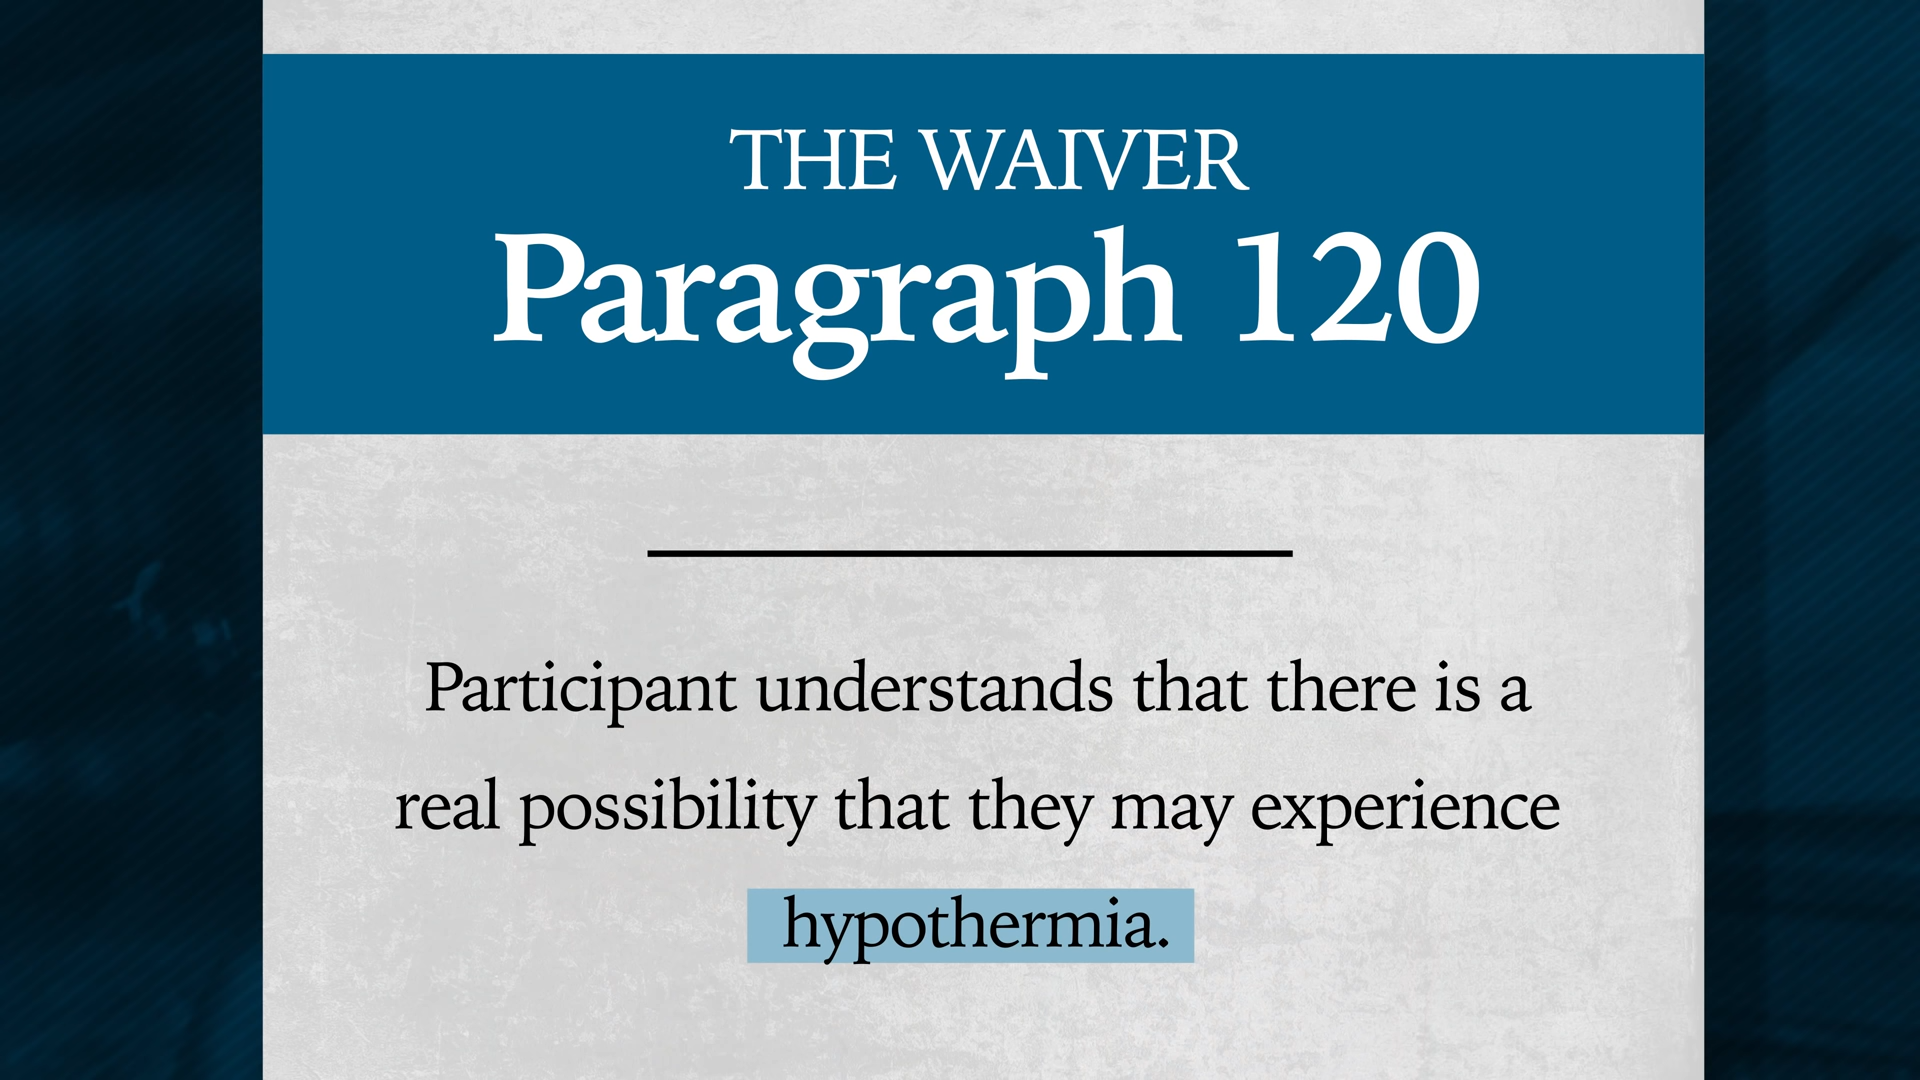 THE WAIVER
Paragraph 120
Participant understands that there is a
real possibility that they may experience
hypothermia.